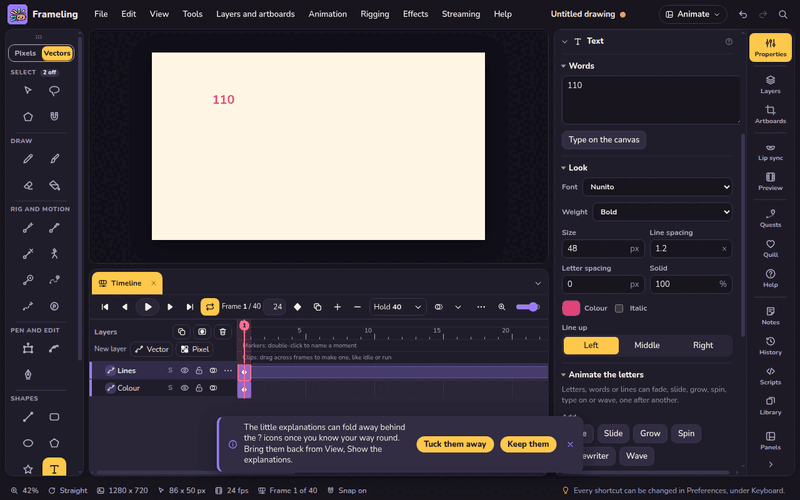 Frameling
File
Edit
View
Tools
Layers and artboards
Animation
Rigging
Effects
Streaming
Help
Untitled drawing
Animate
Pixels
Vectors
SELECT
2 off
DRAW
RIG AND MOTION
PEN AND EDIT
SHAPES
T
110
Timeline
Frame 1 / 40
24
Hold 40
Layers
New layer
Vector
Pixel
1
5
10
15
20
Markers: double-click to name a moment
Clips: drag across frames to make one, like idle or run
Lines
S
Colour
S
The little explanations can fold away behind
the ? icons once you know your way round.
Bring them back from View, Show the
explanations.
Tuck them away
Keep them
T Text
Words
110
Type on the canvas
Look
Font
Nunito
Weight
Bold
Size
Line spacing
48 px
1.2 x
Letter spacing
Solid
0 px
100 %
Colour
Italic
Line up
Left
Middle
Right
Animate the letters
Letters, words or lines can fade, slide, grow, spin,
type on or wave, one after another.
Slide
Grow
Spin
Wave
Properties
Layers
Artboards
Lip sync
Preview
Quests
Quill
Help
Notes
History
Scripts
Library
Panels
42%
Straight
1280 x 720
86 x 50 px
24 fps
Frame 1 of 40
Snap on
Every shortcut can be changed in Preferences, under Keyboard.